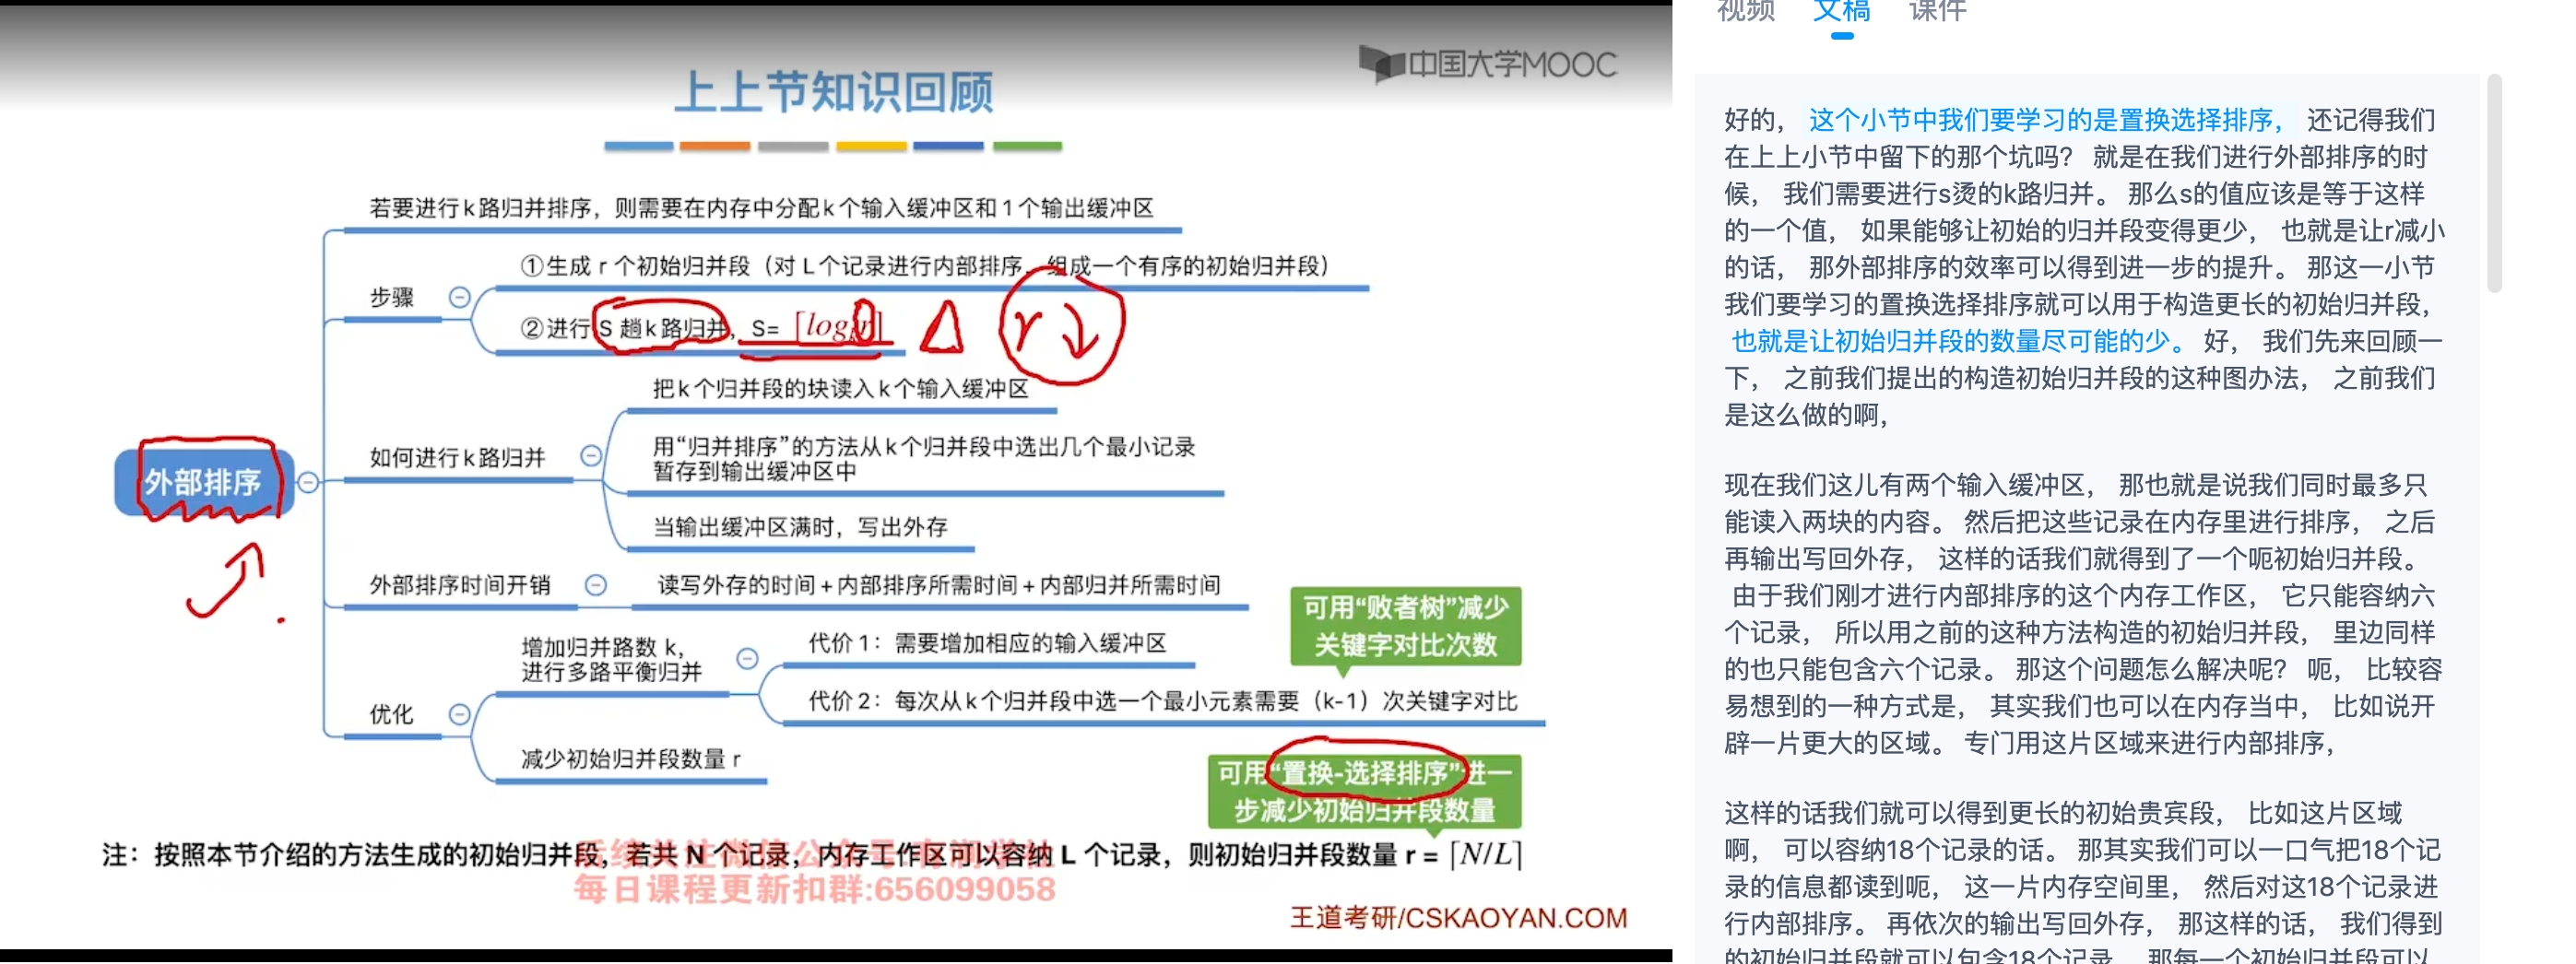 中国大学MOOC
上上节知识回顾
若要进行k路归并排序，则需要在内存中分配k个输入缓冲区和1个输出缓冲区
步骤
①生成 r 个初始归并段（对 L 个记录进行内部排序，组成一个有序的初始归并段）
②进行 S 趟k路归并，S=
r
如何进行k路归并
把k个归并段的块读入k个输入缓冲区
用“归并排序”的方法从k个归并段中选出几个最小记录
暂存到输出缓冲区中
当输出缓冲区满时，写出外存
外部排序
外部排序时间开销
读写外存的时间+内部排序所需时间+内部归并所需时间
优化
增加归并路数 k，
进行多路平衡归并
代价 1：需要增加相应的输入缓冲区
代价 2：每次从k个归并段中选一个最小元素需要（k-1）次关键字对比
可用“败者树”减少
关键字对比次数
减少初始归并段数量 r
可用“置换-选择排序”进一
步减少初始归并段数量
注：按照本节介绍的方法生成的初始归并段，若共 N 个记录，内存工作区可以容纳 L 个记录，则初始归并段数量 r = ⌈N/L⌉
每日课程更新扣群:656099058
王道考研/CSKAOYAN.COM
视频 文稿 课件
好的， 这个小节中我们要学习的是置换选择排序， 还记得我们
在上上小节中留下的那个坑吗？ 就是在我们进行外部排序的时
候， 我们需要进行s烫的k路归并。 那么s的值应该是等于这样
的一个值， 如果能够让初始的归并段变得更少， 也就是让r减小
的话， 那外部排序的效率可以得到进一步的提升。 那这一小节
我们要学习的置换选择排序就可以用于构造更长的初始归并段，
也就是让初始归并段的数量尽可能的少。 好， 我们先来回顾一
下， 之前我们提出的构造初始归并段的这种图办法， 之前我们
是这么做的啊，
现在我们这儿有两个输入缓冲区， 那也就是说我们同时最多只
能读入两块的内容。 然后把这些记录在内存里进行排序， 之后
再输出写回外存， 这样的话我们就得到了一个呃初始归并段。
由于我们刚才进行内部排序的这个内存工作区， 它只能容纳六
个记录， 所以用之前的这种方法构造的初始归并段， 里边同样
的也只能包含六个记录。 那这个问题怎么解决呢？ 呃， 比较容
易想到的一种方式是， 其实我们也可以在内存当中， 比如说开
辟一片更大的区域。 专门用这片区域来进行内部排序，
这样的话我们就可以得到更长的初始贵宾段， 比如这片区域
啊， 可以容纳18个记录的话。 那其实我们可以一口气把18个记
录的信息都读到呃， 这一片内存空间里， 然后对这18个记录进
行内部排序。 再依次的输出写回外存， 那这样的话， 我们得到
的初始归并段就可以包含18个记录， 那每一个初始归并段可以